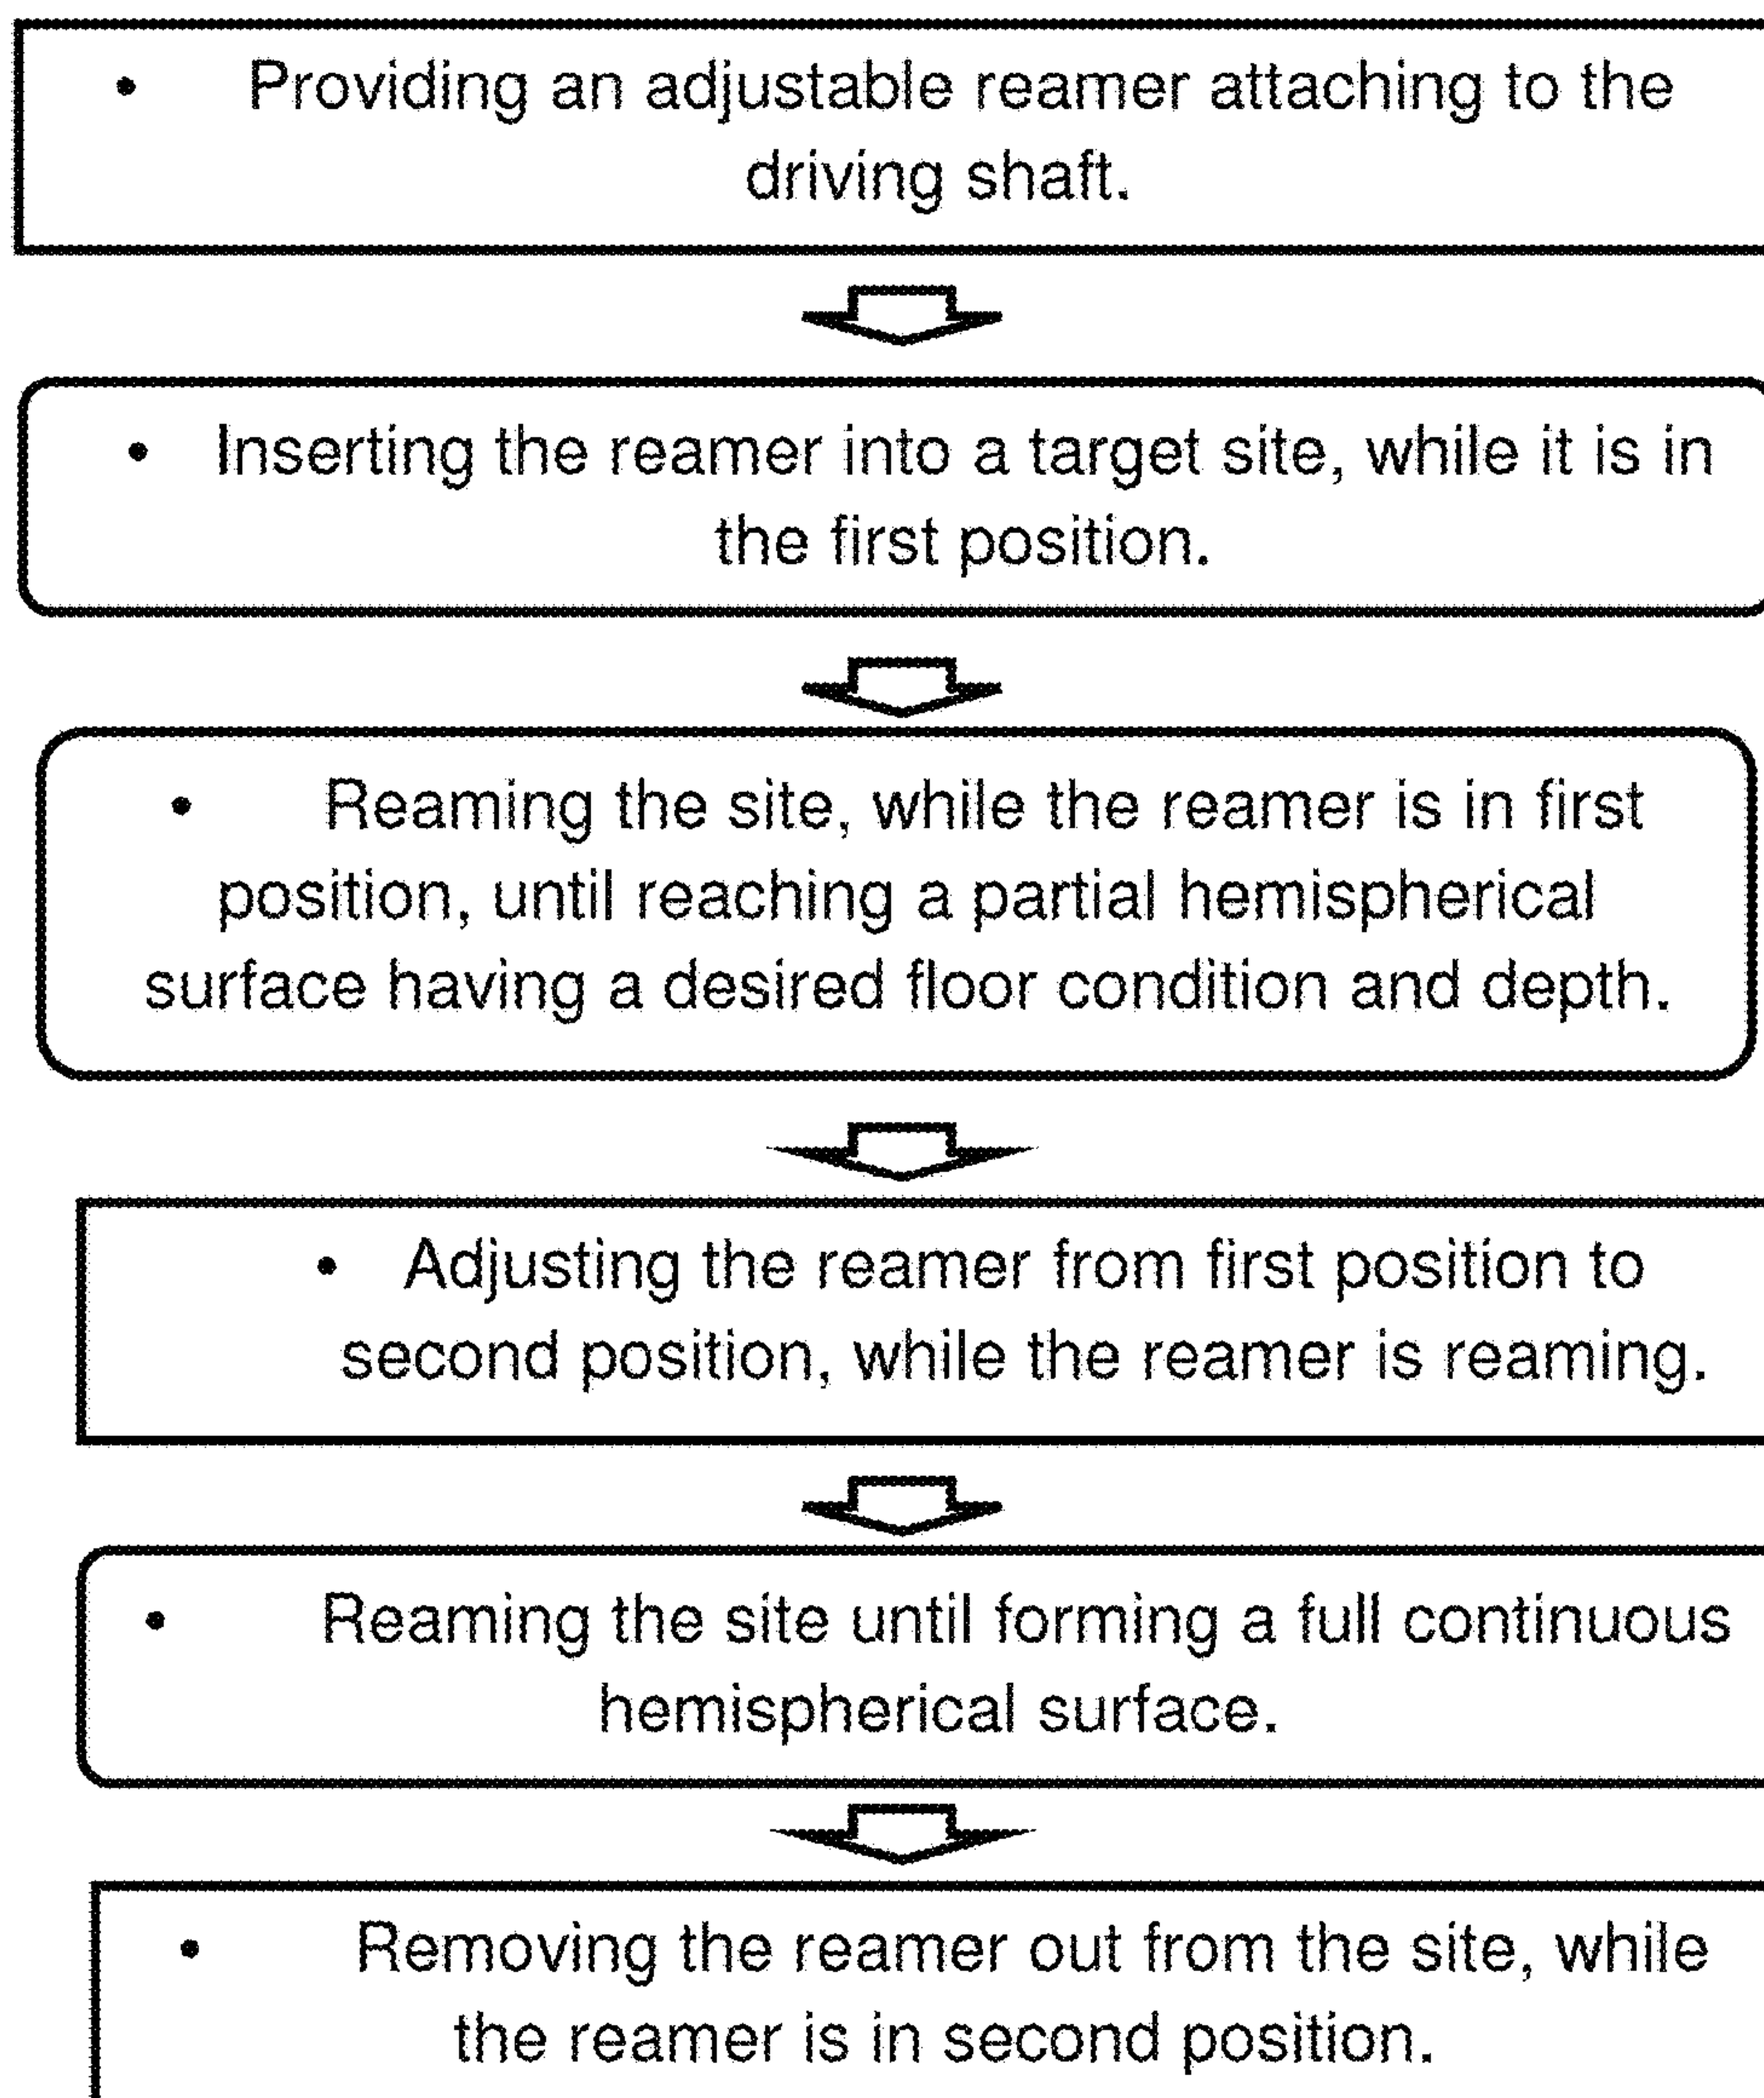 • Providing an adjustable reamer attaching to the
driving shaft.
• Inserting the reamer into a target site, while it is in
the first position.
• Reaming the site, while the reamer is in first
position, until reaching a partial hemispherical
surface having a desired floor condition and depth.
• Adjusting the reamer from first position to
second position, while the reamer is reaming.
• Reaming the site until forming a full continuous
hemispherical surface.
• Removing the reamer out from the site, while
the reamer is in second position.